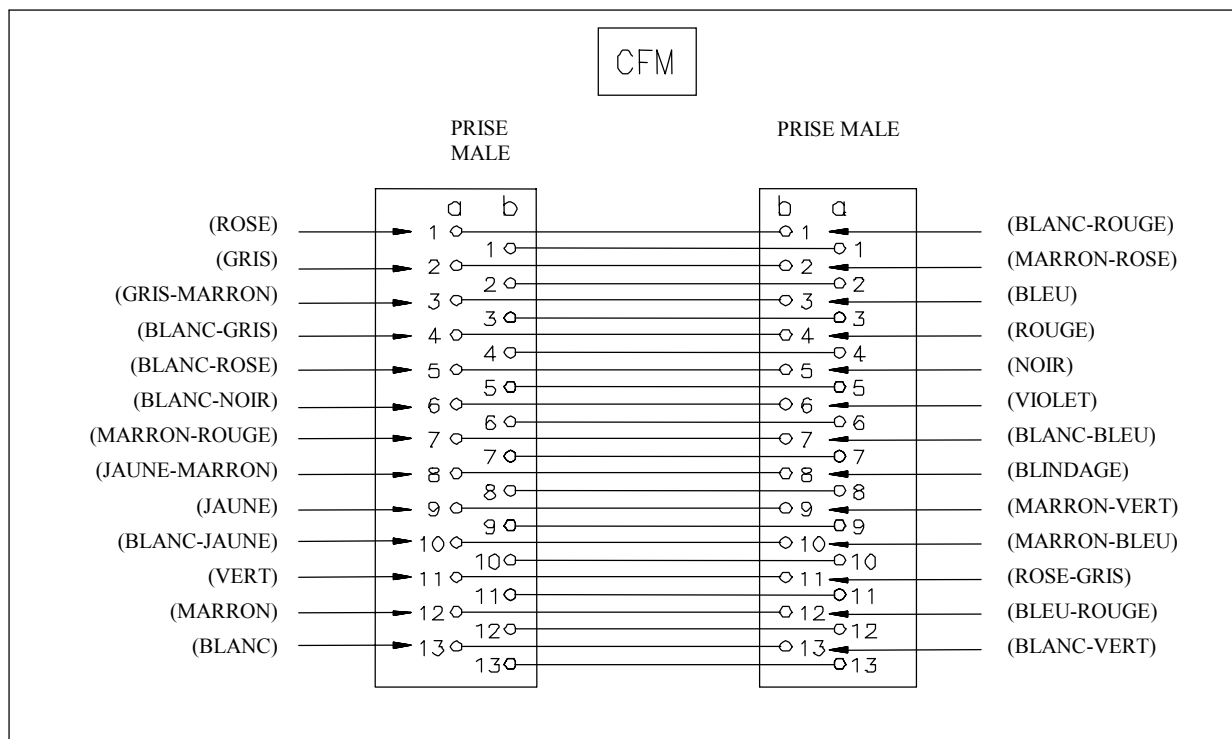 CFM
PRISE MALE
PRISE MALE
a b b a
(ROSE) 1 1 (BLANC-ROUGE)
1 1
(GRIS) 2 2 (MARRON-ROSE)
2 2
(GRIS-MARRON) 3 3 (BLEU)
3 3
(BLANC-GRIS) 4 4 (ROUGE)
4 4
(BLANC-ROSE) 5 5 (NOIR)
5 5
(BLANC-NOIR) 6 6 (VIOLET)
6 6
(MARRON-ROUGE) 7 7 (BLANC-BLEU)
7 7
(JAUNE-MARRON) 8 8 (BLINDAGE)
8 8
(JAUNE) 9 9 (MARRON-VERT)
9 9
(BLANC-JAUNE) 10 10 (MARRON-BLEU)
10 10
(VERT) 11 11 (ROSE-GRIS)
11 11
(MARRON) 12 12 (BLEU-ROUGE)
12 12
(BLANC) 13 13 (BLANC-VERT)
13 13